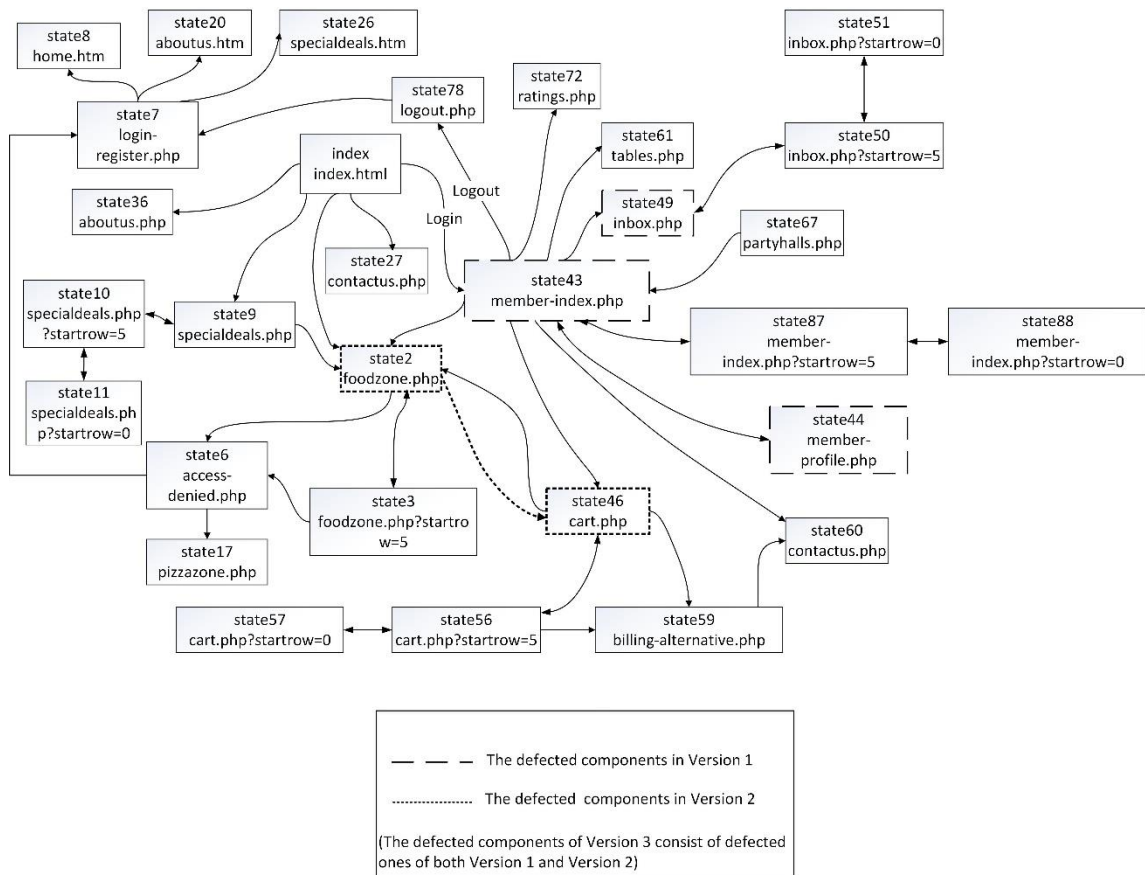 state8
home.htm
state20
aboutus.htm
state26
specialdeals.htm
state51
inbox.php?startrow=0
state7
login-
register.php
state78
logout.php
state72
ratings.php
state61
tables.php
state50
inbox.php?startrow=5
index
index.html
Logout
Login
state36
aboutus.php
state49
inbox.php
state67
partyhalls.php
state27
contactus.php
state43
member-index.php
state10
specialdeals.php
?startrow=5
state9
specialdeals.php
state87
member-
index.php?startrow=5
state88
member-
index.php?startrow=0
state2
foodzone.php
state11
specialdeals.ph
p?startrow=0
state44
member-
profile.php
state6
access-
denied.php
state3
foodzone.php?startro
w=5
state46
cart.php
state60
contactus.php
state17
pizzazone.php
state57
cart.php?startrow=0
state56
cart.php?startrow=5
state59
billing-alternative.php
The defected components in Version 1
The defected components in Version 2
(The defected components of Version 3 consist of defected
ones of both Version 1 and Version 2)